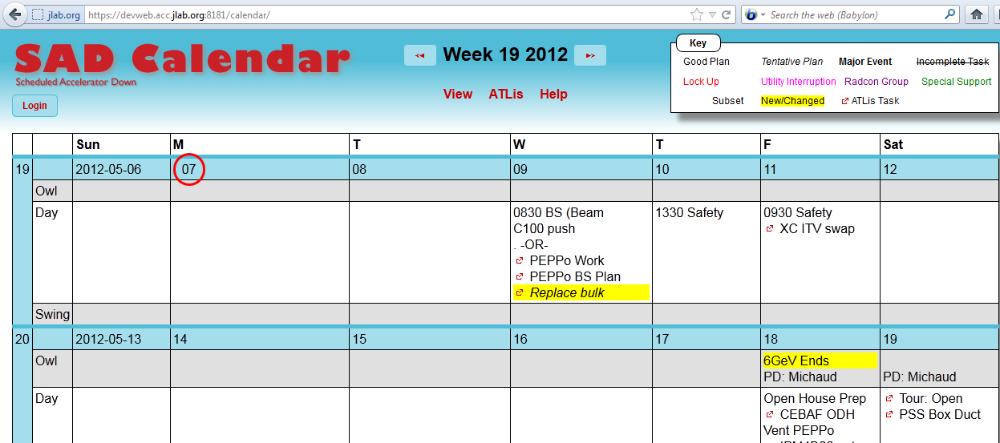 jlab.org https://devweb.acc.jlab.org:8181/calendar/ Search the web (Babylon)
SAD Calendar
Scheduled Accelerator Down
Login
Week 19 2012
View ATLis Help
Key
Good Plan Tentative Plan Major Event Incomplete Task
Lock Up Utility Interruption Radcon Group Special Support
Subset New/Changed ATLis Task
Sun M T W T F Sat
19 2012-05-06 07 08 09 10 11 12
Owl
Day
0830 BS (Beam
C100 push
. -OR-
PEPPo Work
PEPPo BS Plan
Replace bulk
1330 Safety
0930 Safety
XC ITV swap
Swing
20 2012-05-13 14 15 16 17 18 19
Owl
6GeV Ends
PD: Michaud
PD: Michaud
Day
Open House Prep
CEBAF ODH
Vent PEPPo
Tour: Open
PSS Box Duct